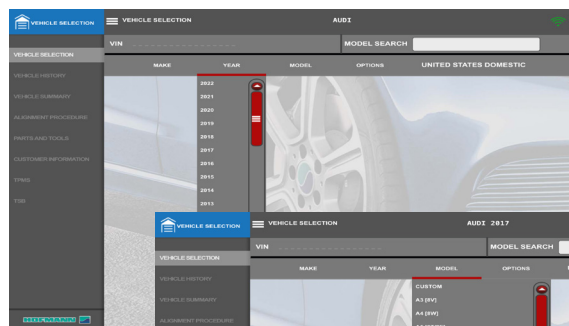 VEHICLE SELECTION
VEHICLE SELECTION
AUDI
VIN
MODEL SEARCH
VEHICLE SELECTION
MAKE
YEAR
MODEL
OPTIONS
UNITED STATES DOMESTIC
VEHICLE HISTORY
VEHICLE SUMMARY
ALIGNMENT PROCEDURE
PARTS AND TOOLS
CUSTOMER INFORMATION
TPMS
TSB
2022
2021
2020
2019
2018
2017
2016
2015
2014
2013
HOFMANN
VEHICLE SELECTION
VEHICLE SELECTION
AUDI 2017
VIN
MODEL SEARCH
VEHICLE SELECTION
MAKE
YEAR
MODEL
OPTIONS
VEHICLE HISTORY
VEHICLE SUMMARY
ALIGNMENT PROCEDURE
CUSTOM
A3 [8V]
A4 [8W]